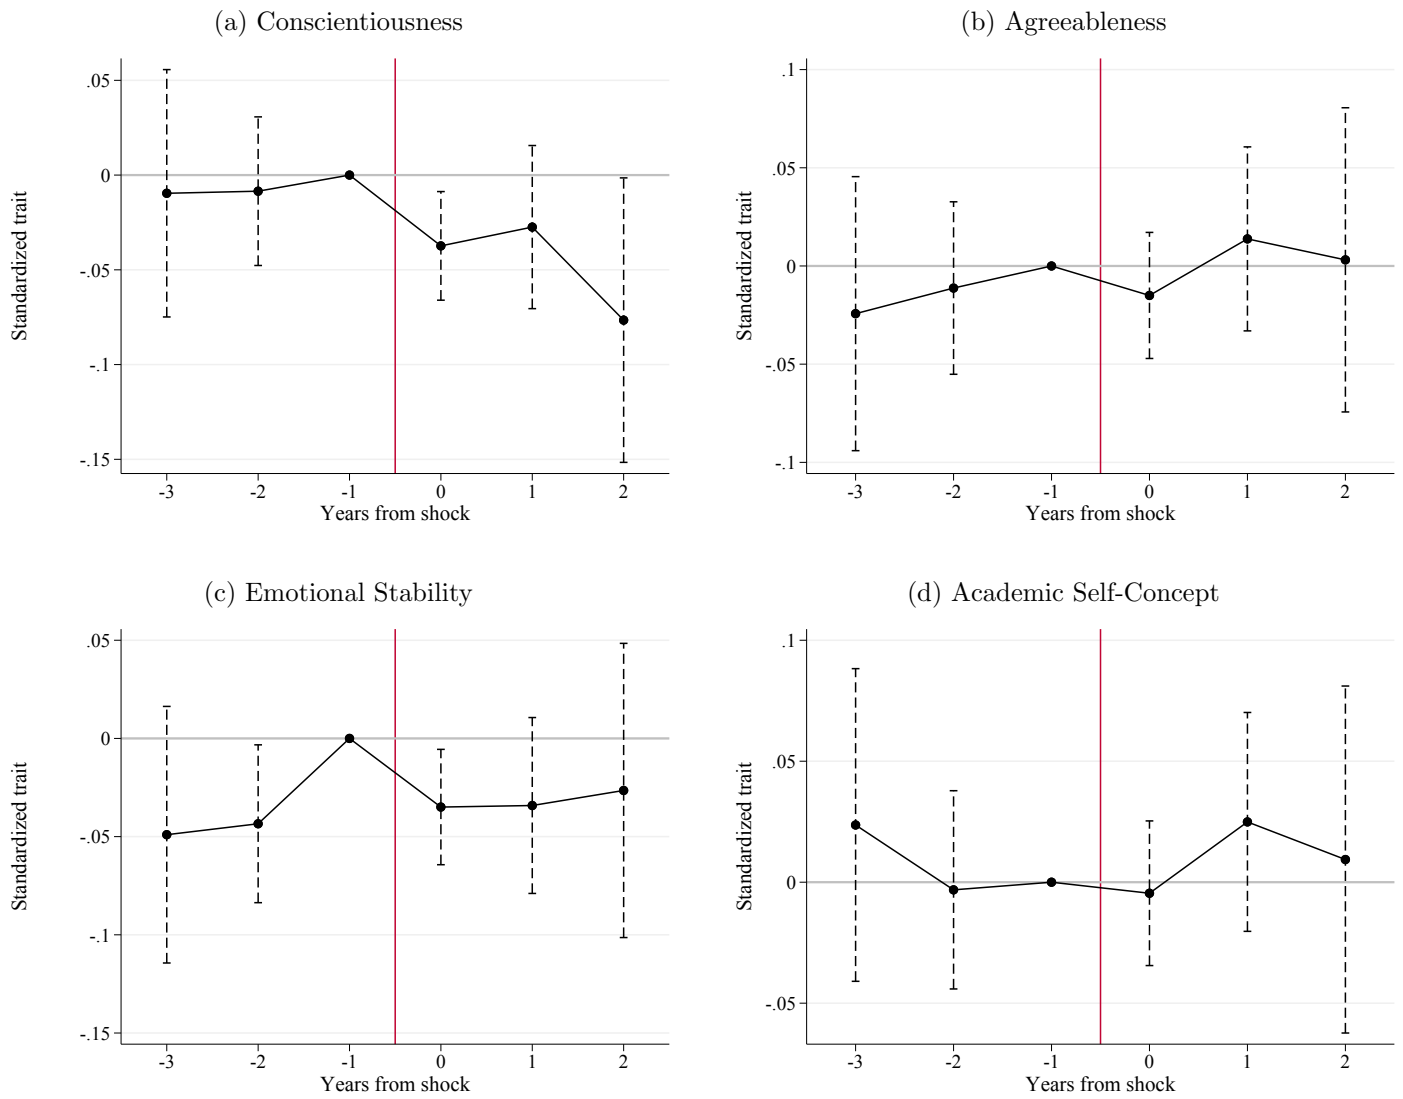 (a) Conscientiousness
.05
0
-.05
-.1
-.15
Standardized trait
-3 -2 -1 0 1 2
Years from shock
(b) Agreeableness
.1
.05
0
-.05
-.1
Standardized trait
-3 -2 -1 0 1 2
Years from shock
(c) Emotional Stability
.05
0
-.05
-.1
-.15
Standardized trait
-3 -2 -1 0 1 2
Years from shock
(d) Academic Self-Concept
.1
.05
0
-.05
Standardized trait
-3 -2 -1 0 1 2
Years from shock